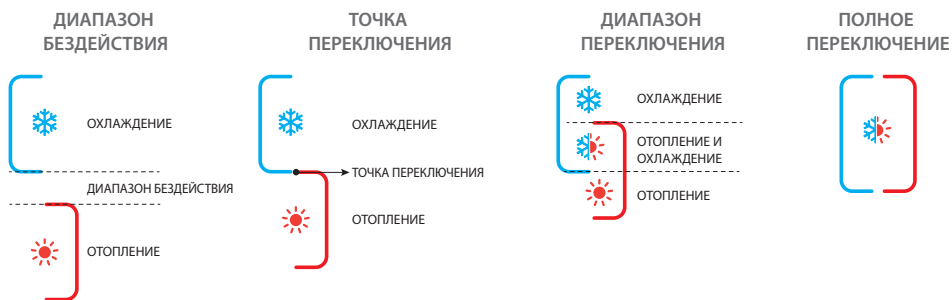 ДИАПАЗОН
БЕЗДЕЙСТВИЯ
ОХЛАЖДЕНИЕ
ДИАПАЗОН БЕЗДЕЙСТВИЯ
ОТОПЛЕНИЕ
ТОЧКА
ПЕРЕКЛЮЧЕНИЯ
ОХЛАЖДЕНИЕ
ТОЧКА ПЕРЕКЛЮЧЕНИЯ
ОТОПЛЕНИЕ
ДИАПАЗОН
ПЕРЕКЛЮЧЕНИЯ
ОХЛАЖДЕНИЕ
ОТОПЛЕНИЕ И
ОХЛАЖДЕНИЕ
ОТОПЛЕНИЕ
ПОЛНОЕ
ПЕРЕКЛЮЧЕНИЕ